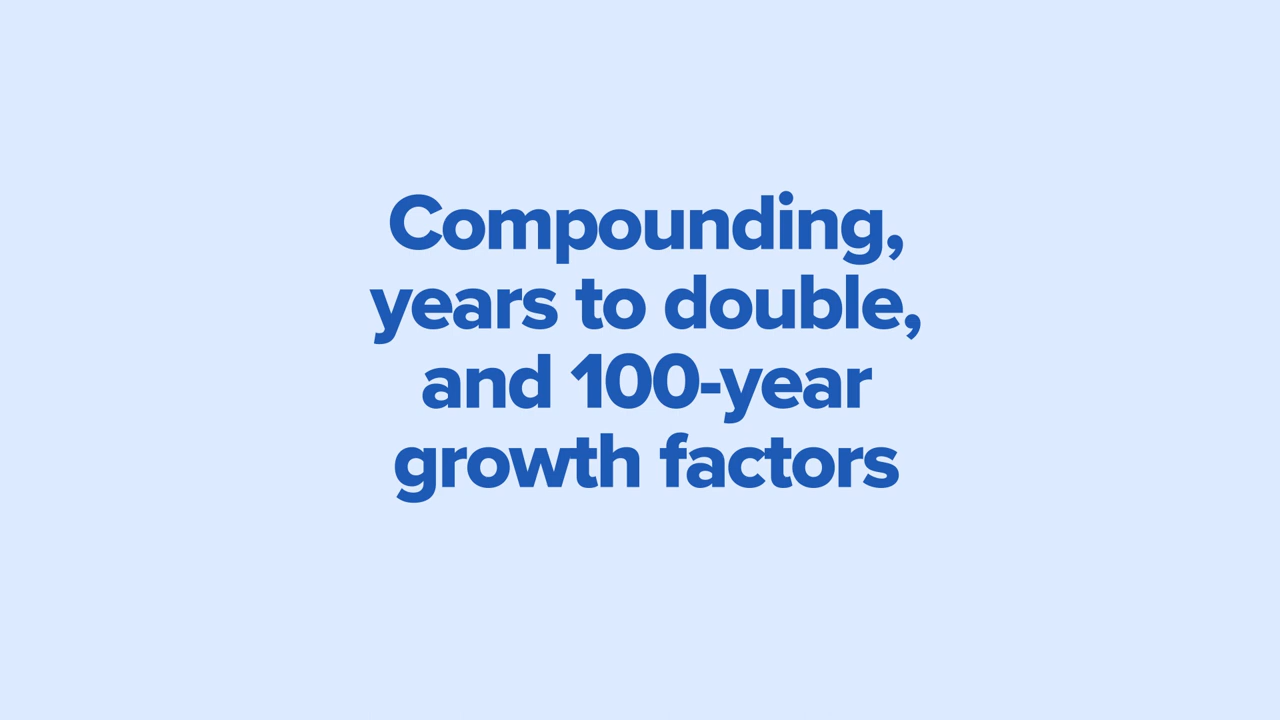 Compounding,
years to double,
and 100-year
growth factors